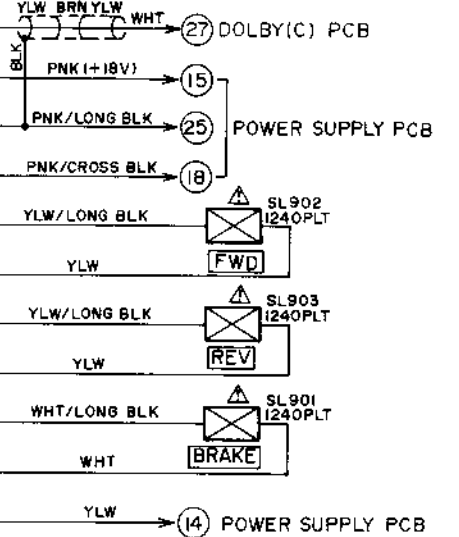 YLW BRN YLW
WHT 27 DOLBY(C) PCB
BLK
PNK(+18V) 15
PNK/LONG BLK 25 POWER SUPPLY PCB
PNK/CROSS BLK 18
SL902
YLW/LONG BLK 1240PLT
YLW FWD
SL903
YLW/LONG BLK 1240PLT
YLW REV
SL901
WHT/LONG BLK 1240PLT
WHT BRAKE
YLW 14 POWER SUPPLY PCB